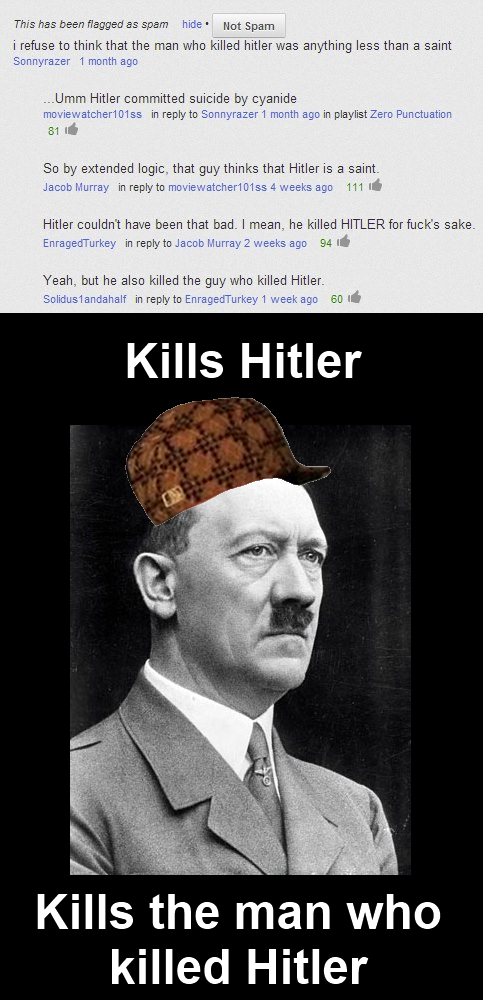 This has been flagged as spam hide • Not Spam
i refuse to think that the man who killed hitler was anything less than a saint
Sonnyrazer 1 month ago
...Umm Hitler committed suicide by cyanide
moviewatcher101ss in reply to Sonnyrazer 1 month ago in playlist Zero Punctuation
81
So by extended logic, that guy thinks that Hitler is a saint.
Jacob Murray in reply to moviewatcher101ss 4 weeks ago 111
Hitler couldn't have been that bad. I mean, he killed HITLER for fuck's sake.
EnragedTurkey in reply to Jacob Murray 2 weeks ago 94
Yeah, but he also killed the guy who killed Hitler.
Solidus1andahalf in reply to EnragedTurkey 1 week ago 60
Kills Hitler
Kills the man who
killed Hitler